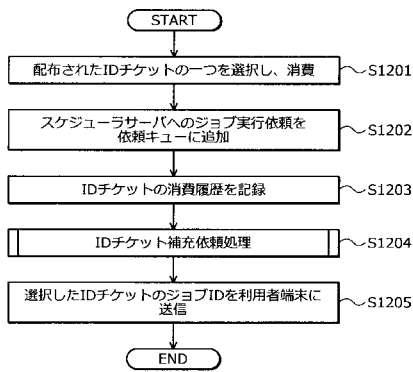 START
配布されたIDチケットの一つを選択し、消費
S1201
スケジューラサーバへのジョブ実行依頼を
依頼キューに追加
S1202
IDチケットの消費履歴を記録
S1203
IDチケット補充依頼処理
S1204
選択したIDチケットのジョブIDを利用者端末に
送信
S1205
END